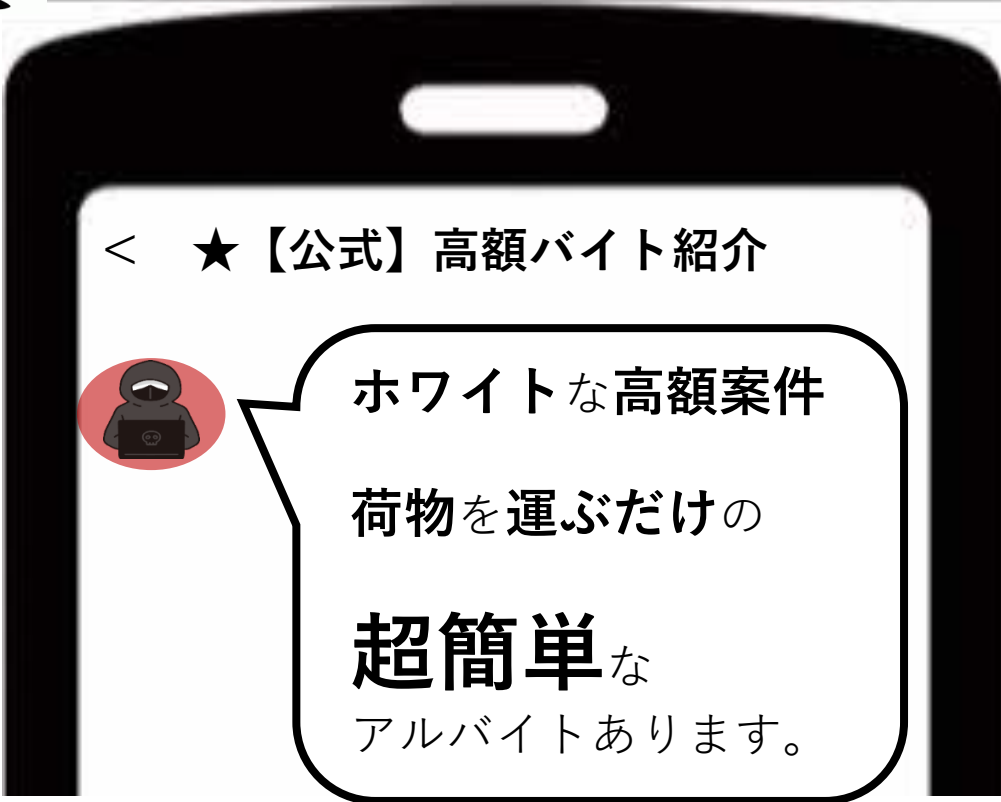 < ★【公式】高額バイト紹介
ホワイトな高額案件
荷物を運ぶだけの
超簡単な
アルバイトあります。